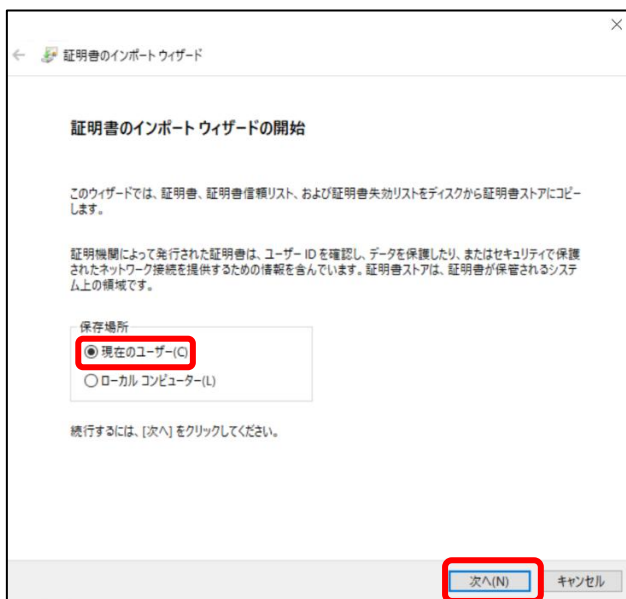 証明書のインポート ウィザード
証明書のインポート ウィザードの開始
このウィザードでは、証明書、証明書信頼リスト、および証明書失効リストをディスクから証明書ストアにコピー
します。
証明機関によって発行された証明書は、ユーザー ID を確認し、データを保護したり、またはセキュリティで保護
されたネットワーク接続を提供するための情報を含んでいます。証明書ストアは、証明書が保管されるシステ
ム上の領域です。
保存場所
現在のユーザー(C)
ローカル コンピューター(L)
続行するには、[次へ] をクリックしてください。
次へ(N)
キャンセル